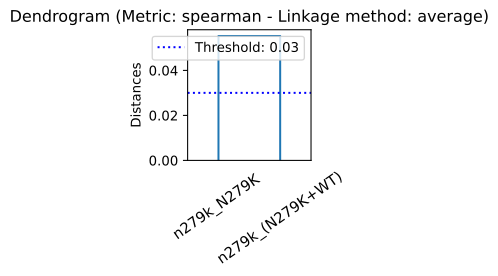 Dendrogram (Metric: spearman - Linkage method: average)
Threshold: 0.03
Distances
0.04
0.02
0.00
n279k_N279K
n279k_(N279K+WT)